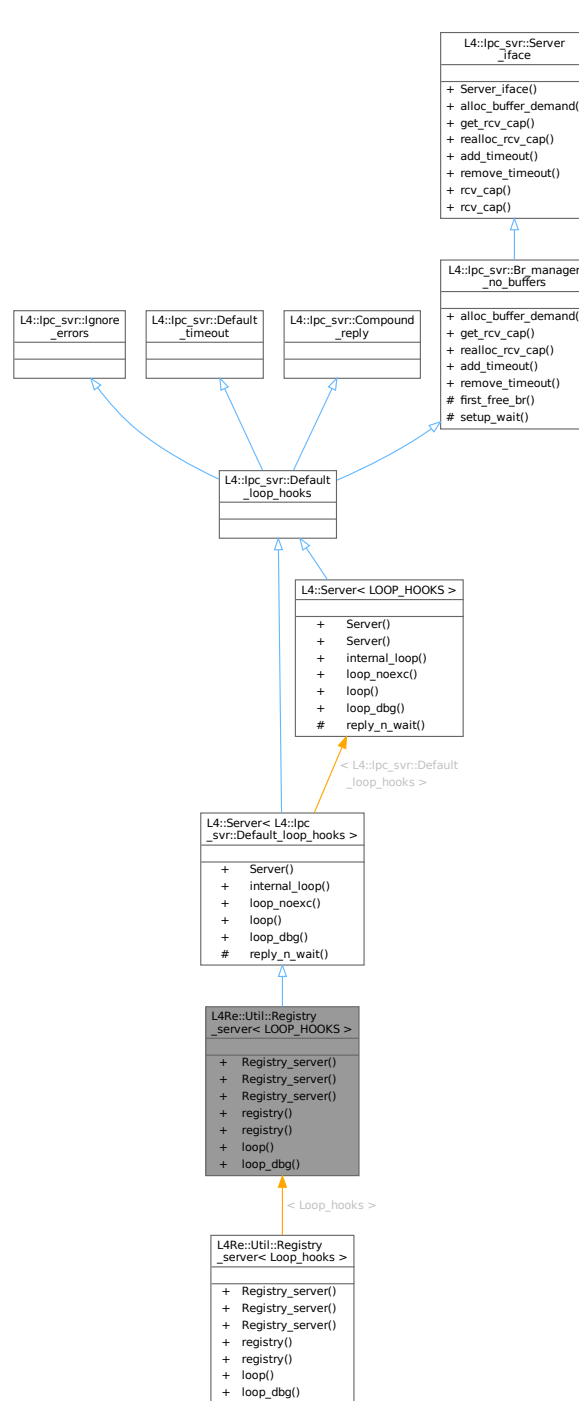 L4::Ipc_svr::Server
_iface
+ Server_iface()
+ alloc_buffer_demand(
+ get_rcv_cap()
+ realloc_rcv_cap()
+ add_timeout()
+ remove_timeout()
+ rcv_cap()
+ rcv_cap()
L4::Ipc_svr::Br_manager
_no_buffers
+ alloc_buffer_demand(
+ get_rcv_cap()
+ realloc_rcv_cap()
+ add_timeout()
+ remove_timeout()
# first_free_br()
# setup_wait()
L4::Ipc_svr::Ignore
_errors
L4::Ipc_svr::Default
_timeout
L4::Ipc_svr::Compound
_reply
L4::Ipc_svr::Default
_loop_hooks
L4::Server< LOOP_HOOKS >
+ Server()
+ Server()
+ internal_loop()
+ loop_noexc()
+ loop()
+ loop_dbg()
# reply_n_wait()
< L4::Ipc_svr::Default
_loop_hooks >
L4::Server< L4::Ipc
_svr::Default_loop_hooks >
+ Server()
+ internal_loop()
+ loop_noexc()
+ loop()
+ loop_dbg()
# reply_n_wait()
L4Re::Util::Registry
_server< LOOP_HOOKS >
+ Registry_server()
+ Registry_server()
+ Registry_server()
+ registry()
+ registry()
+ loop()
+ loop_dbg()
< Loop_hooks >
L4Re::Util::Registry
_server< Loop_hooks >
+ Registry_server()
+ Registry_server()
+ Registry_server()
+ registry()
+ registry()
+ loop()
+ loop_dbg()